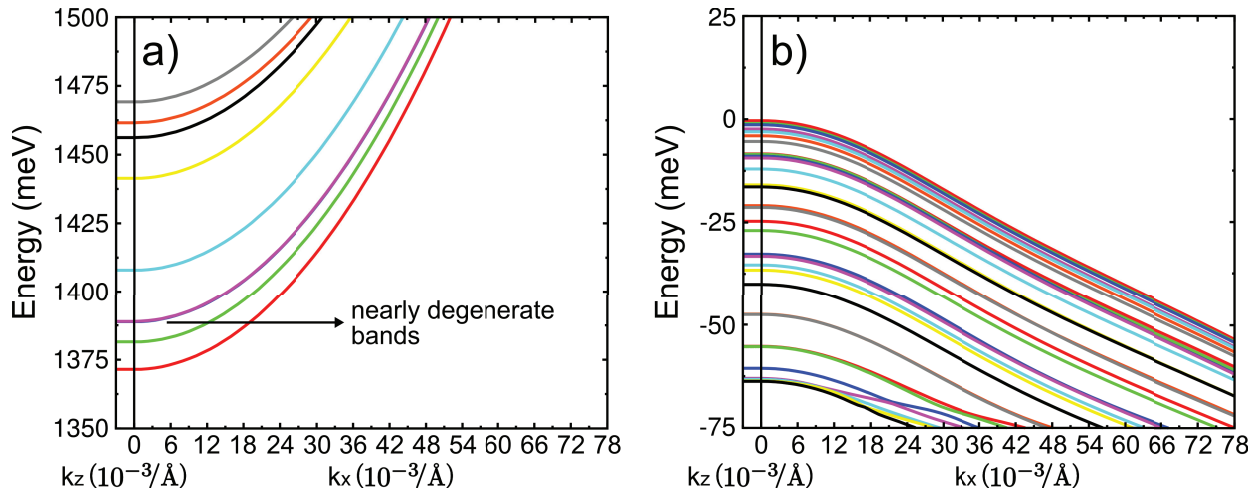 a)
Energy (meV)
1500
1475
1450
1425
1400
1375
1350
nearly degenerate
bands
0 6 12 18 24 30 36 42 48 54 60 66 72 78
kz (10⁻³/Å) kx (10⁻³/Å)
b)
Energy (meV)
25
0
-25
-50
-75
0 6 12 18 24 30 36 42 48 54 60 66 72 78
kz (10⁻³/Å) kx (10⁻³/Å)